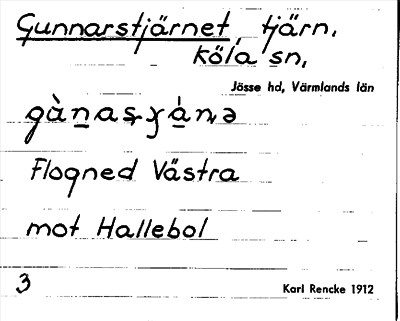 Gunnarstjärnet, tjärn,
köla sn,
Jösse hd, Värmlands län
Flogned Västra
mot Hallebol
3
Karl Rencke 1912